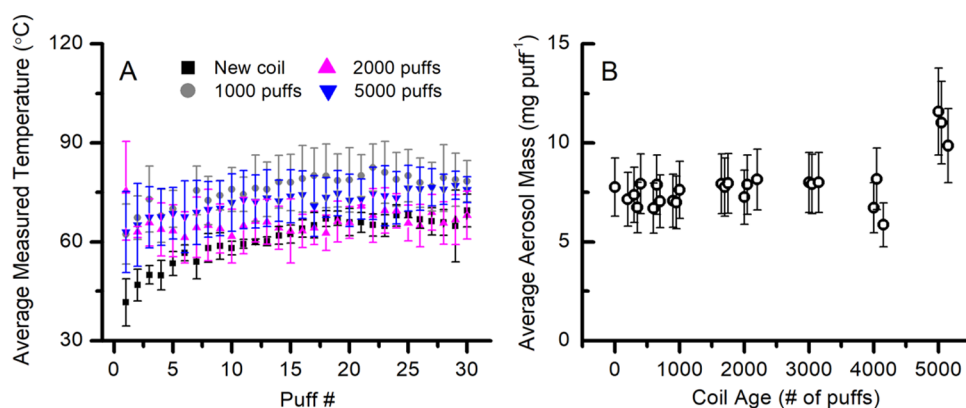 A
New coil
1000 puffs
2000 puffs
5000 puffs
Average Measured Temperature (°C)
120
90
60
30
0
5
10
15
20
25
30
Puff #
B
Average Aerosol Mass (mg puff⁻¹)
15
10
5
0
0
1000
2000
3000
4000
5000
Coil Age (# of puffs)